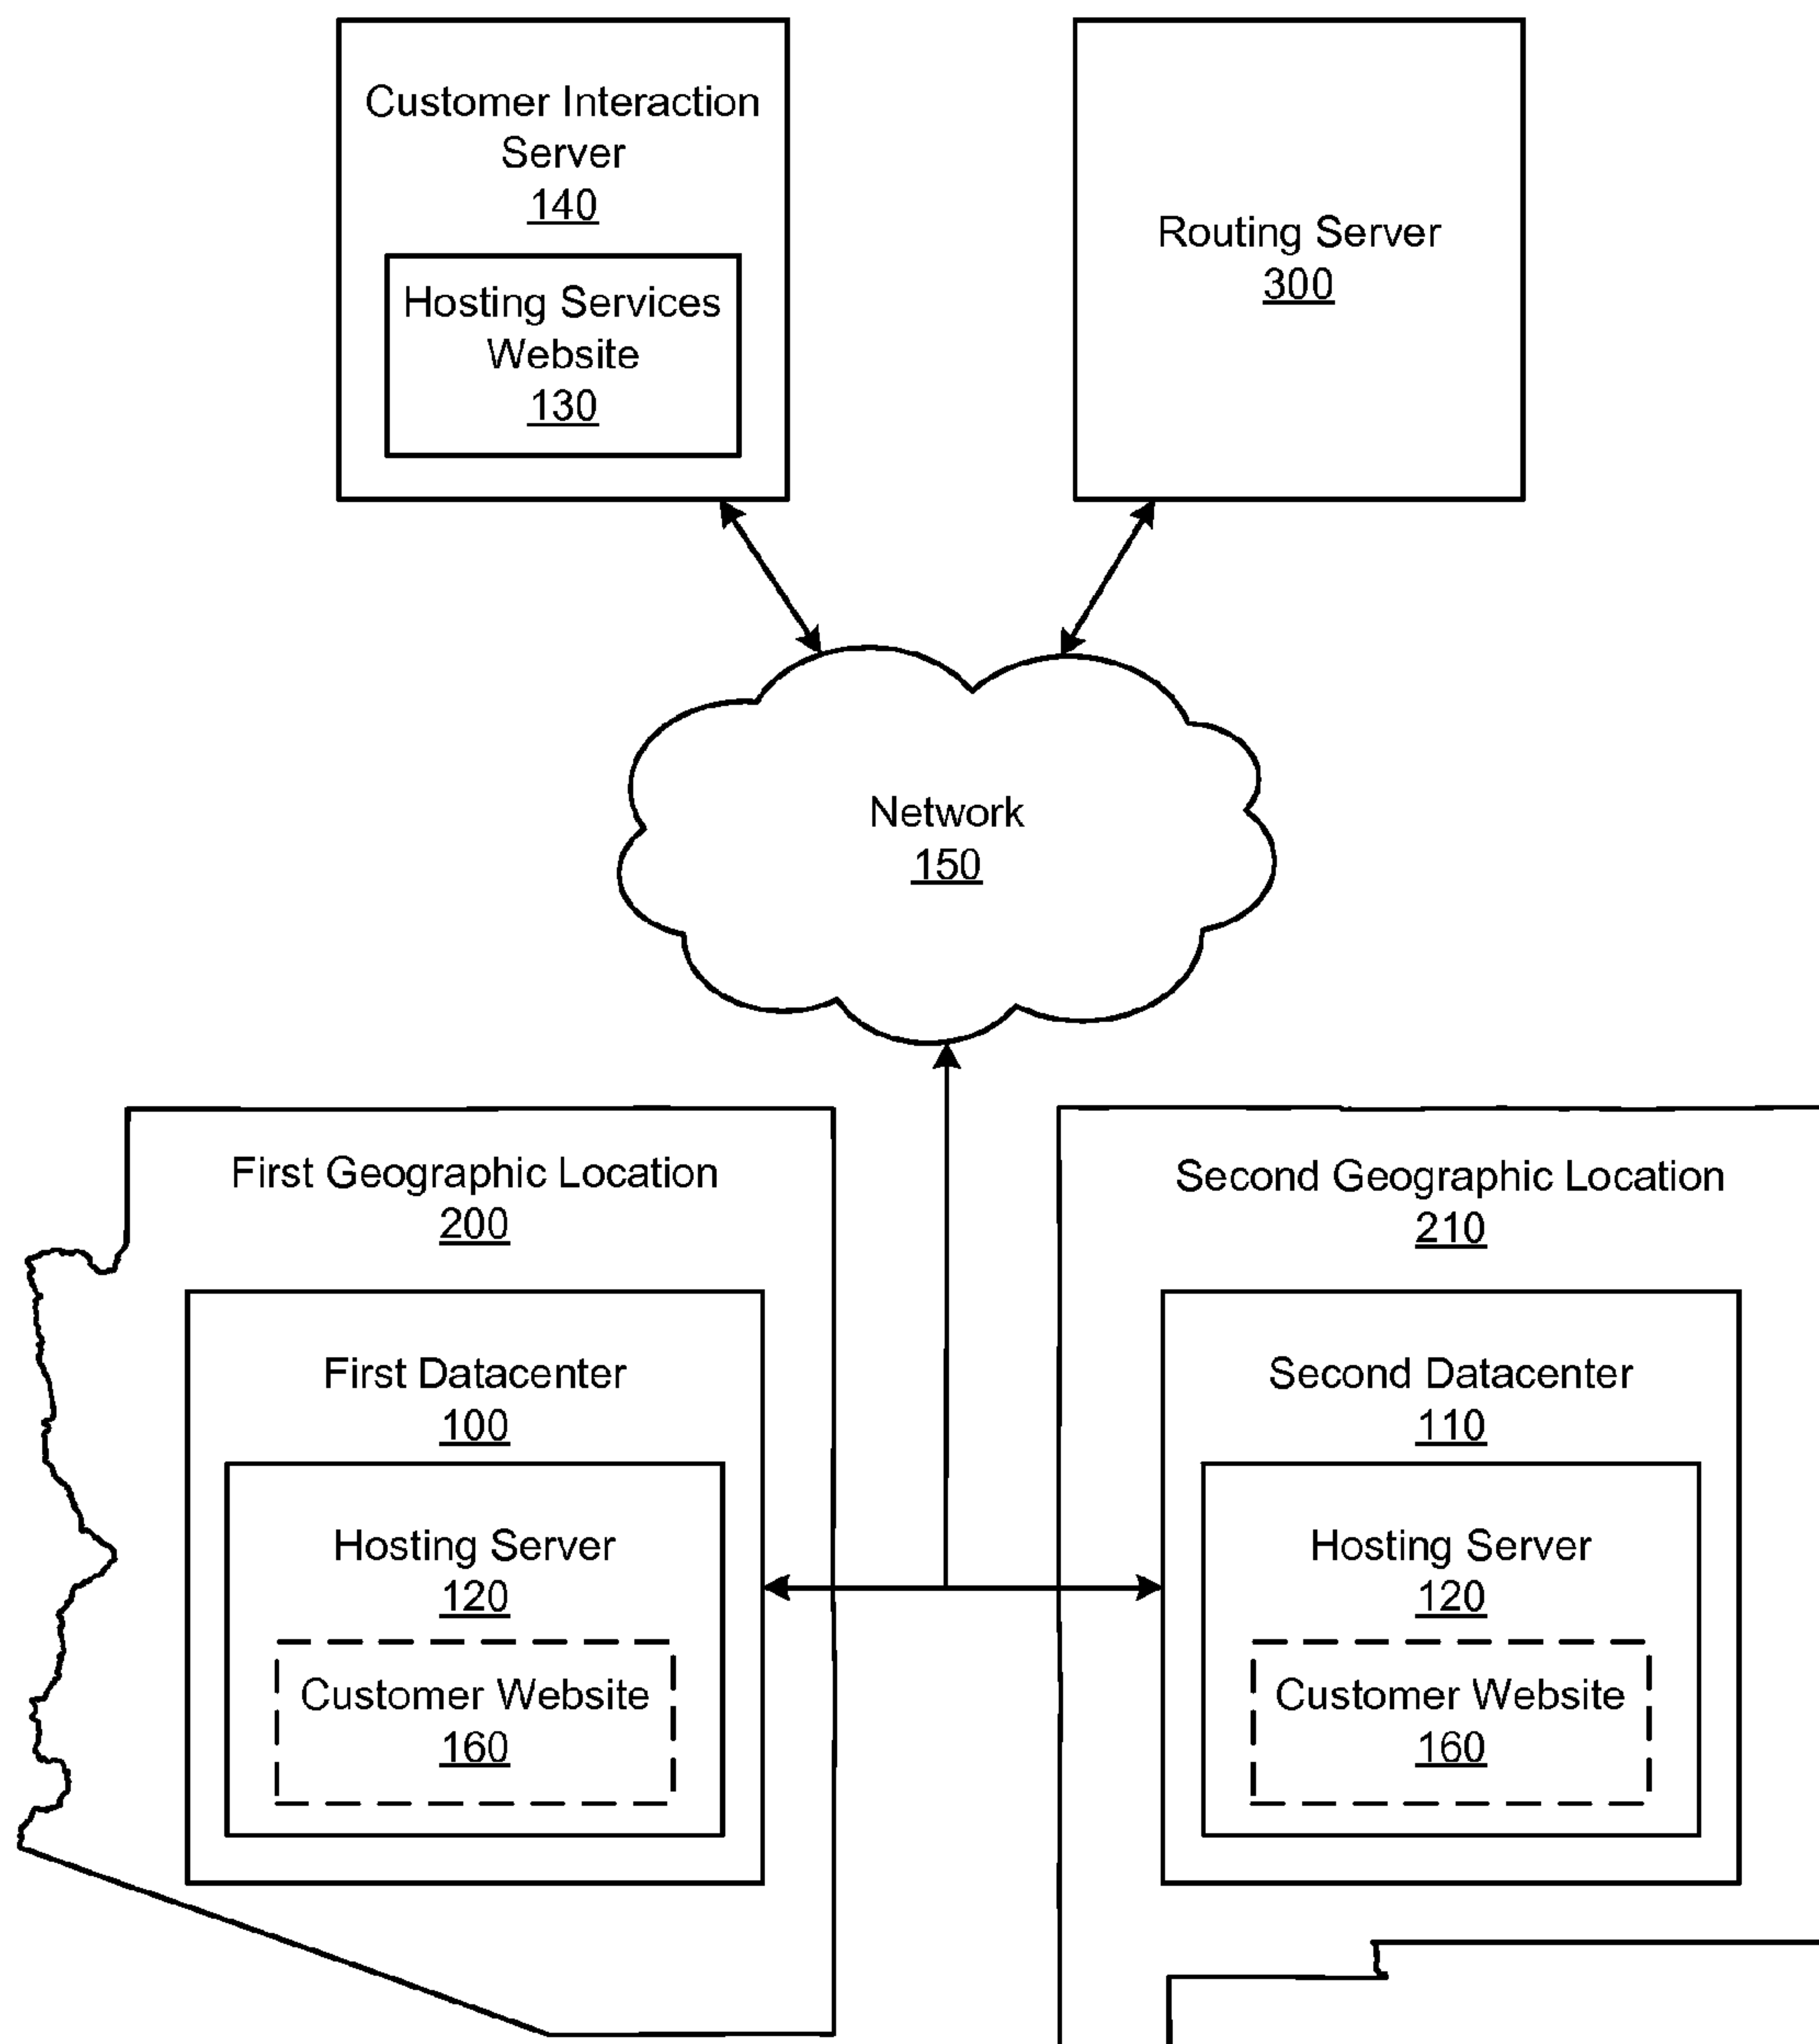 Customer Interaction
Server
140
Hosting Services
Website
130
Routing Server
300
Network
150
First Geographic Location
200
First Datacenter
100
Hosting Server
120
Customer Website
160
Second Geographic Location
210
Second Datacenter
110
Hosting Server
120
Customer Website
160